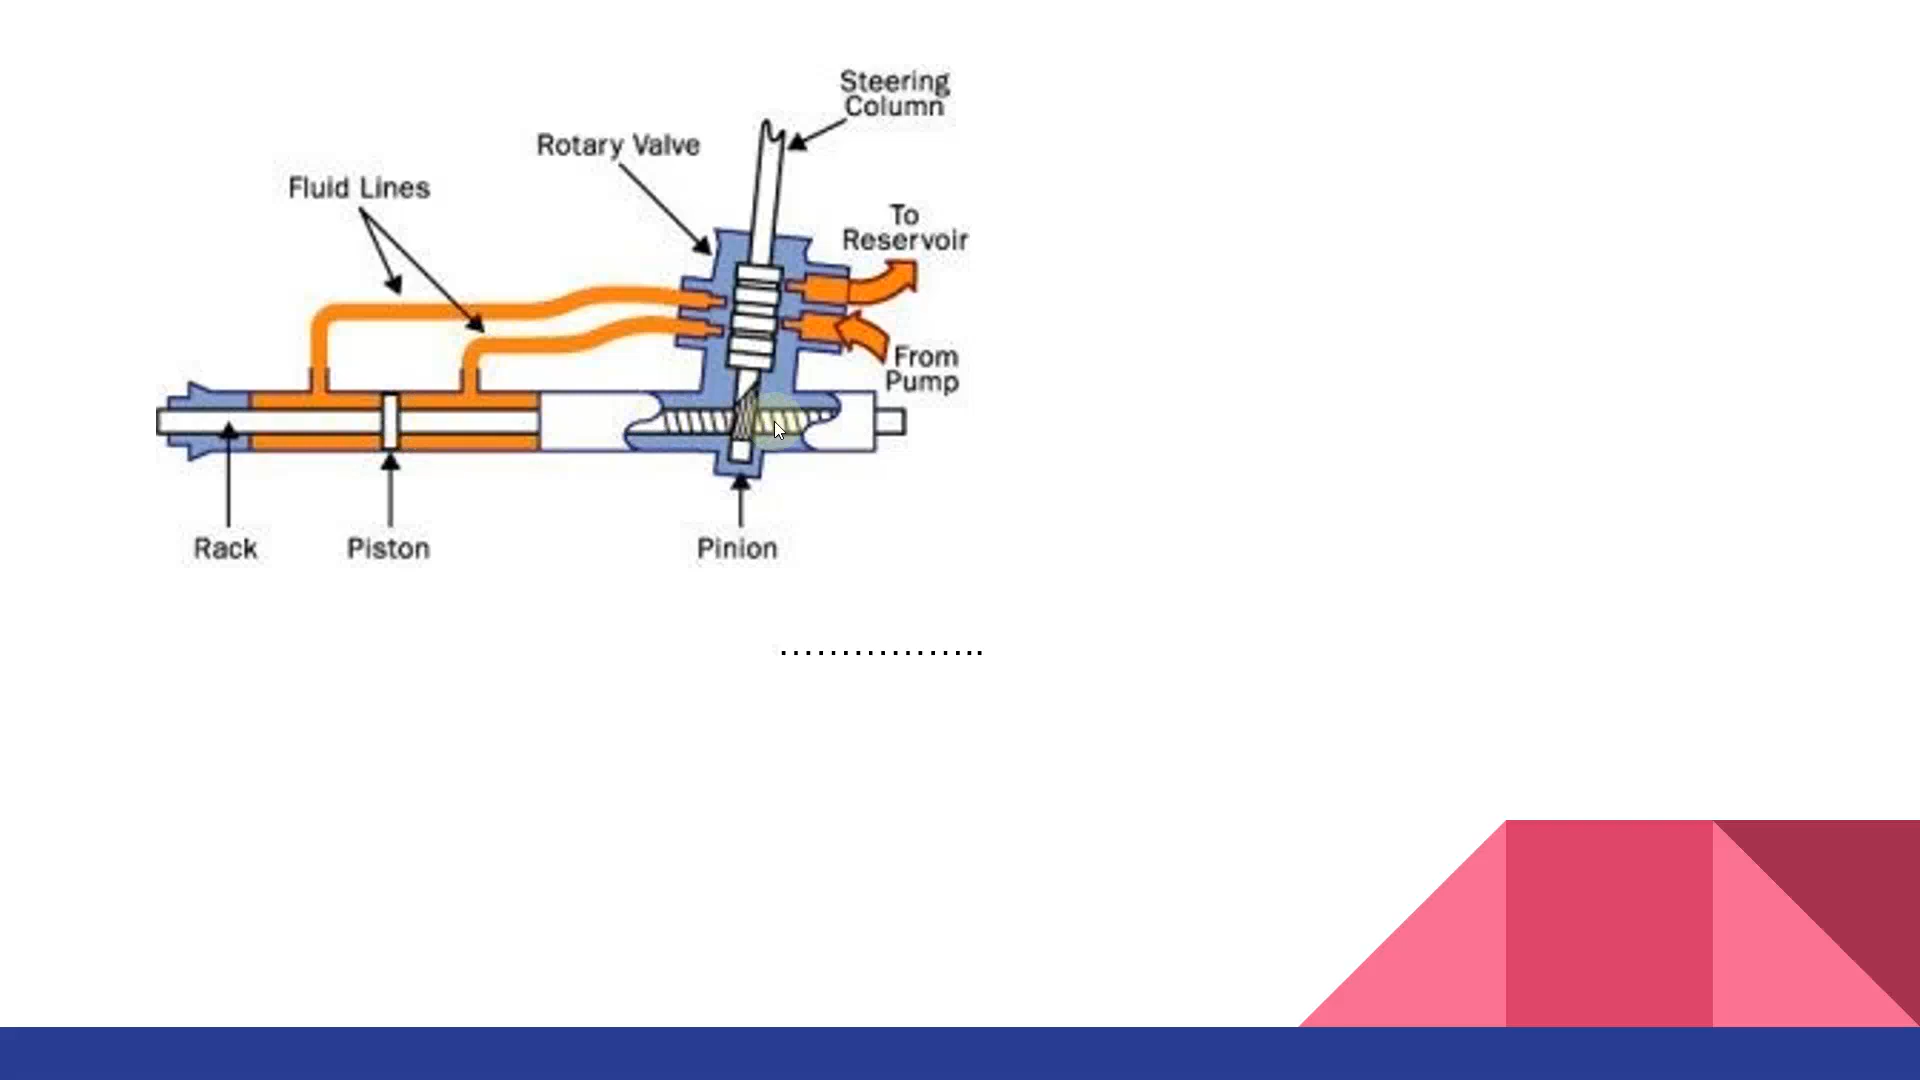 Steering
Column
Rotary Valve
Fluid Lines
To
Reservoir
From
Pump
Rack
Piston
Pinion
.................